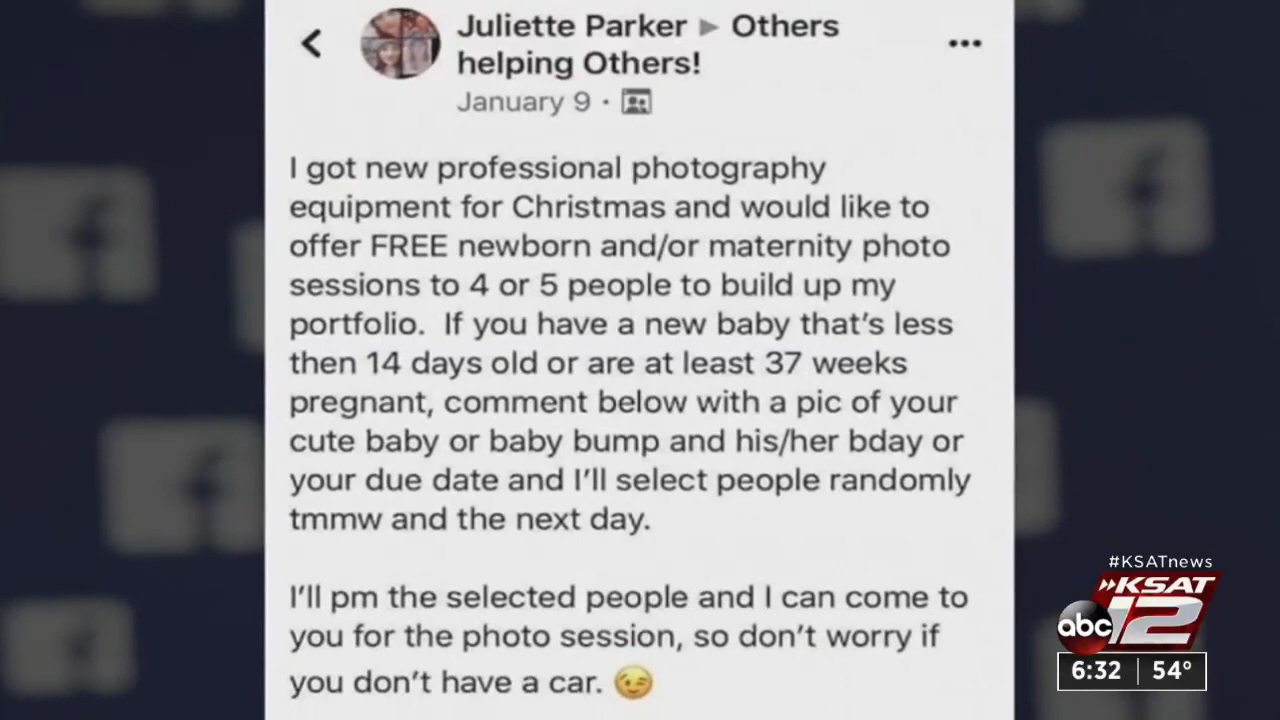 Juliette Parker ▸ Others
helping Others!
January 9 ·
I got new professional photography
equipment for Christmas and would like to
offer FREE newborn and/or maternity photo
sessions to 4 or 5 people to build up my
portfolio. If you have a new baby that's less
then 14 days old or are at least 37 weeks
pregnant, comment below with a pic of your
cute baby or baby bump and his/her bday or
your due date and I'll select people randomly
tmmw and the next day.
I'll pm the selected people and I can come to
you for the photo session, so don't worry if
you don't have a car. 😉
#KSATnews
KSAT
abc 12
6:32 | 54°